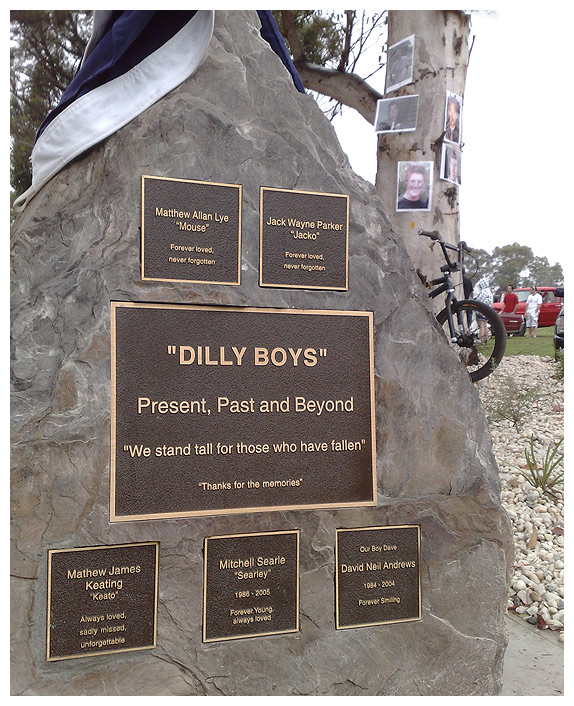 Matthew Allan Lye
"Mouse"
Forever loved,
never forgotten
Jack Wayne Parker
"Jacko"
Forever loved,
never forgotten
"DILLY BOYS"
Present, Past and Beyond
"We stand tall for those who have fallen"
"Thanks for the memories"
Mathew James
Keating
"Keato"
Always loved,
sadly missed,
unforgettable
Mitchell Searle
"Searley"
1986 - 2005
Forever Young,
always loved
Our Boy Dave
David Neil Andrews
1984 - 2004
Forever Smiling